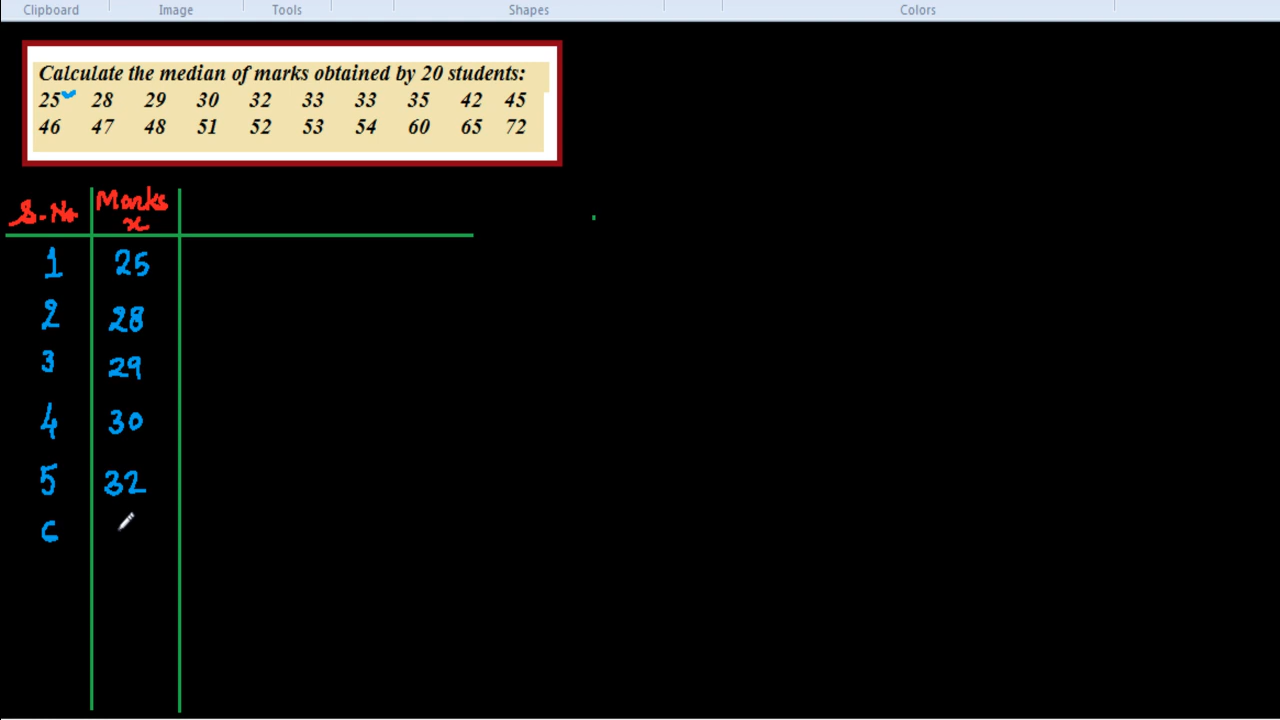 Clipboard Image Tools Shapes Colors
Calculate the median of marks obtained by 20 students:
25 28 29 30 32 33 33 35 42 45
46 47 48 51 52 53 54 60 65 72
S.No Marks
x
1 25
2 28
3 29
4 30
5 32